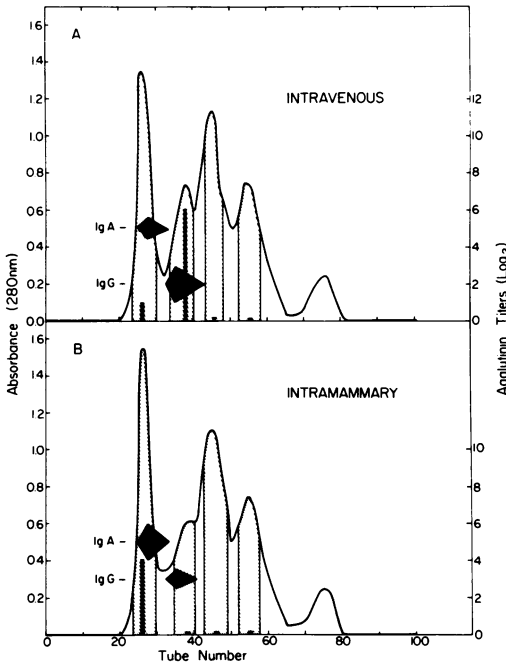 A
INTRAVENOUS
1.6
1.4
1.2
1.0
0.8
0.6
0.4
0.2
0.0
12
10
8
6
4
2
0
IgA
IgG
Absorbance (280nm)
Agglutinin Titers (Log2)
B
INTRAMAMMARY
1.6
1.4
1.2
1.0
0.8
0.6
0.4
0.2
10
8
6
4
2
0
IgA
IgG
0 20 40 60 80 100
Tube Number